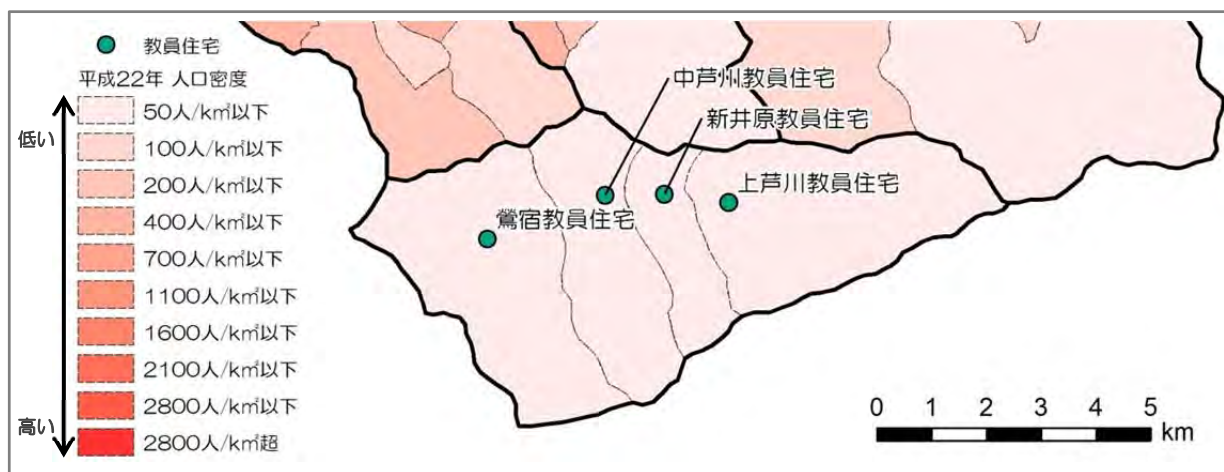 教員住宅
平成22年 人口密度
低い
50人/k㎡以下
100人/k㎡以下
200人/k㎡以下
400人/k㎡以下
700人/k㎡以下
1100人/k㎡以下
1600人/k㎡以下
2100人/k㎡以下
2800人/k㎡以下
2800人/k㎡超
高い
中芦州教員住宅
新井原教員住宅
上芦川教員住宅
鶯宿教員住宅
0 1 2 3 4 5
km